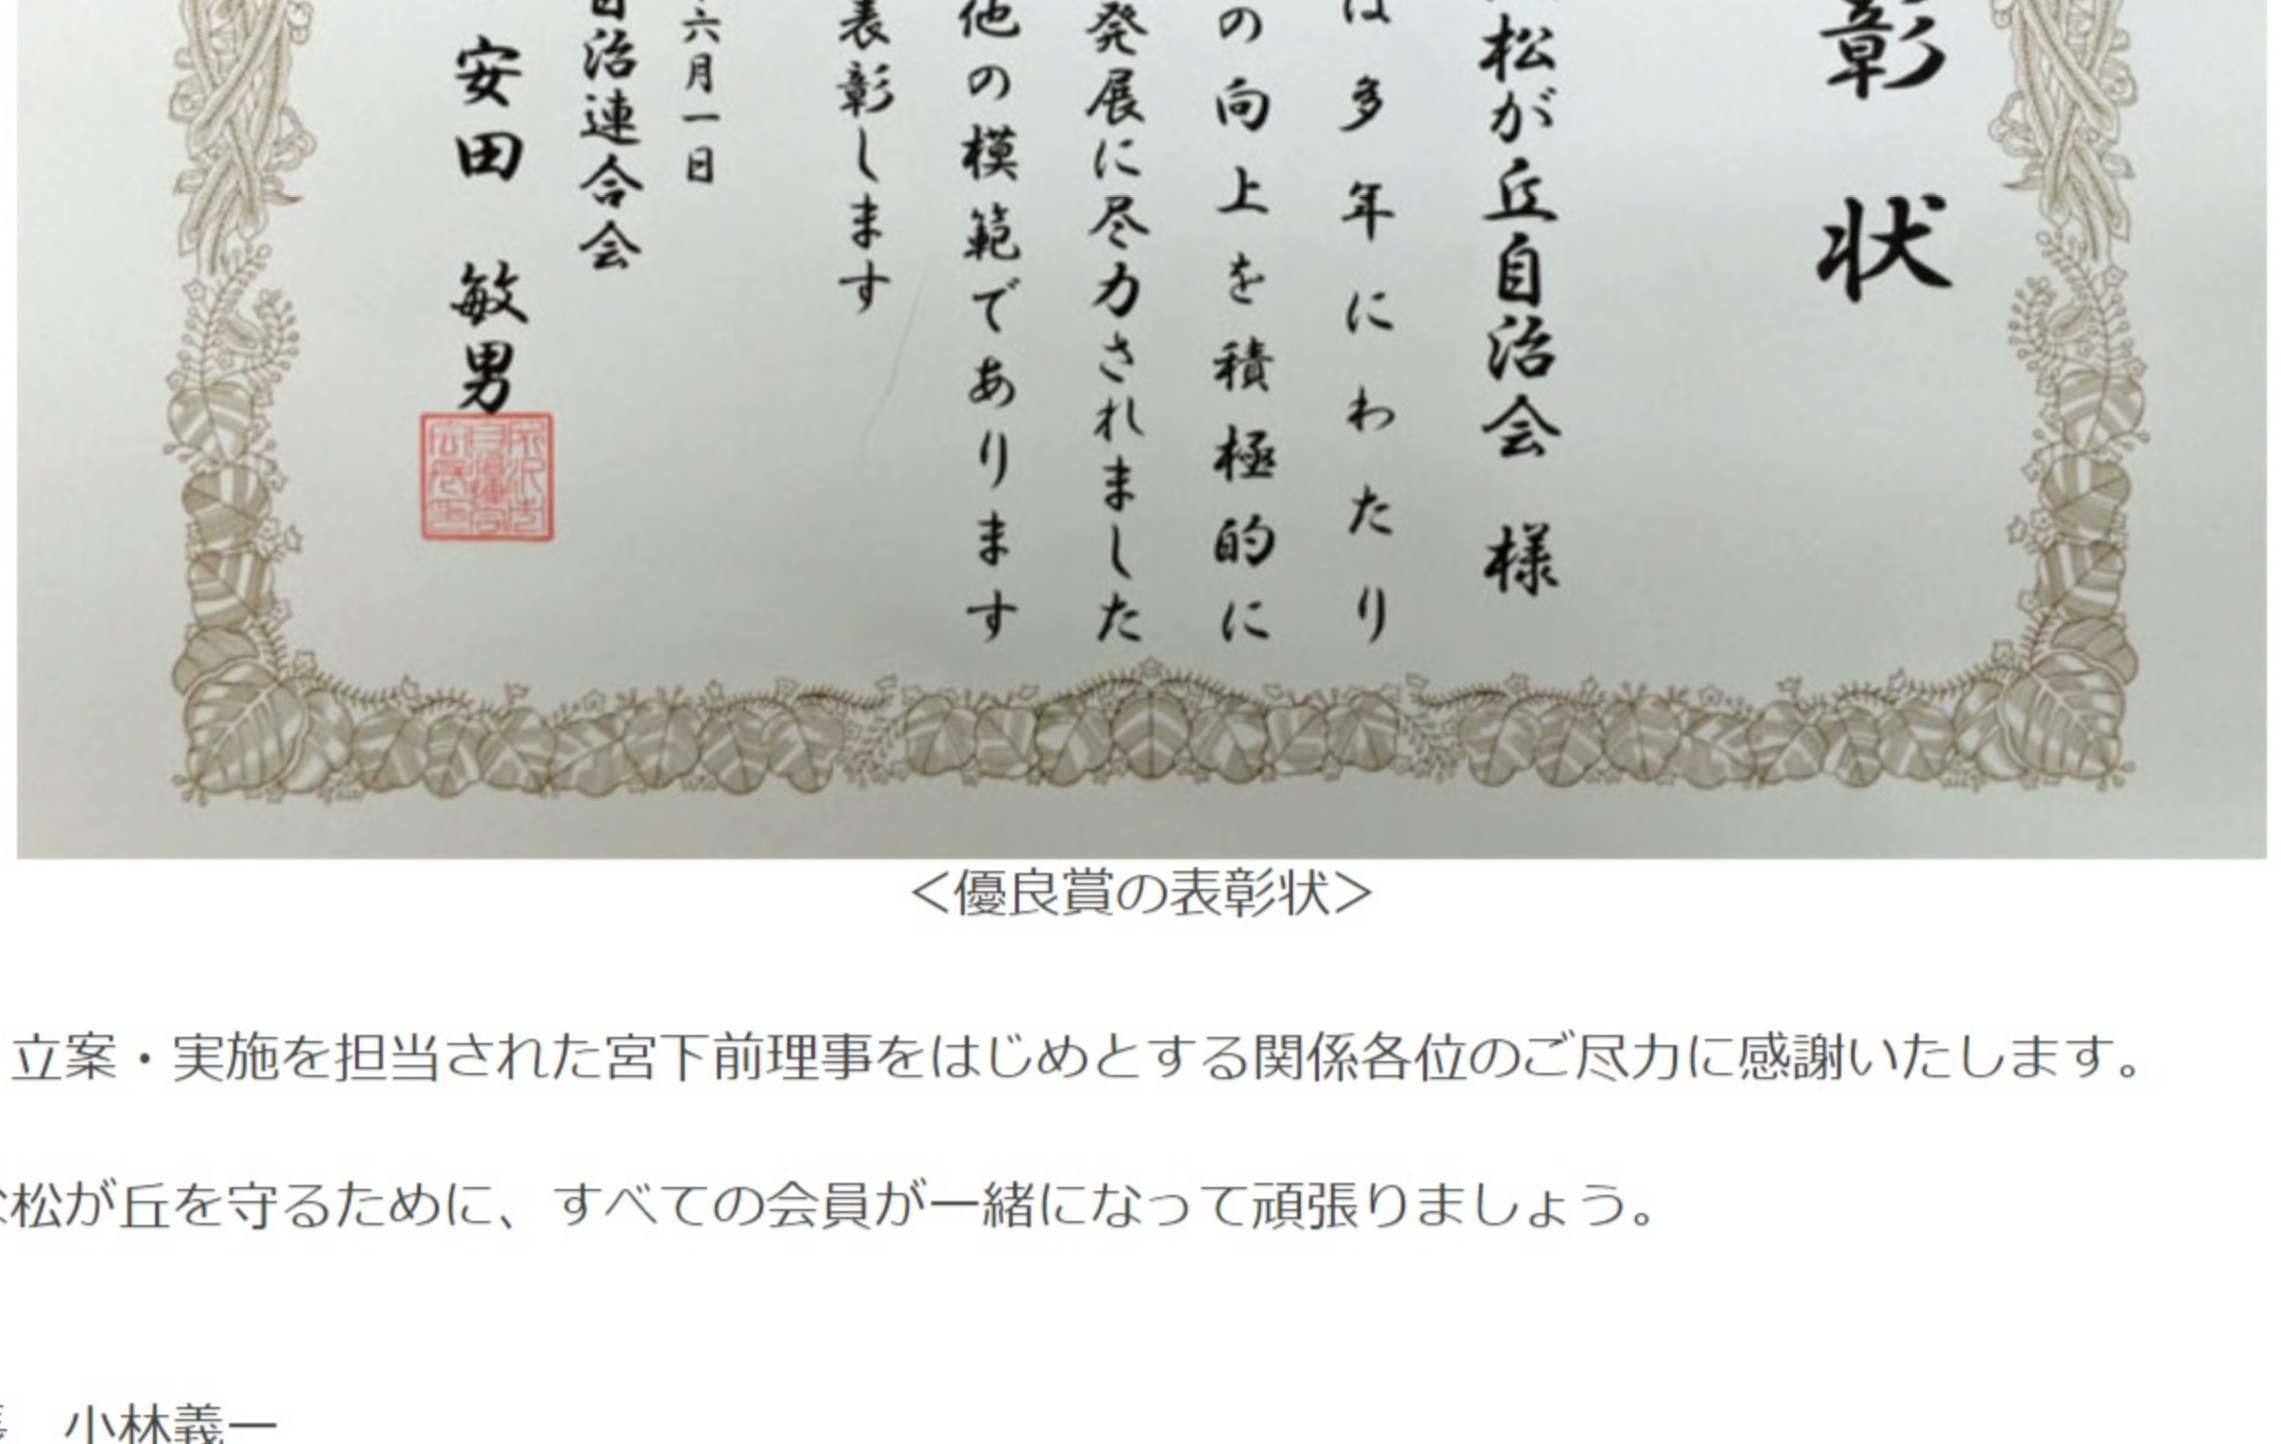 彰状
松が丘自治会 様
は多年にわたり
の向上を積極的に
発展に尽力されました
他の模範であります
表彰します
六月一日
自治連合会
安田 敏男
＜優良賞の表彰状＞
立案・実施を担当された宮下前理事をはじめとする関係各位のご尽力に感謝いたします。
松が丘を守るために、すべての会員が一緒になって頑張りましょう。
小林義一